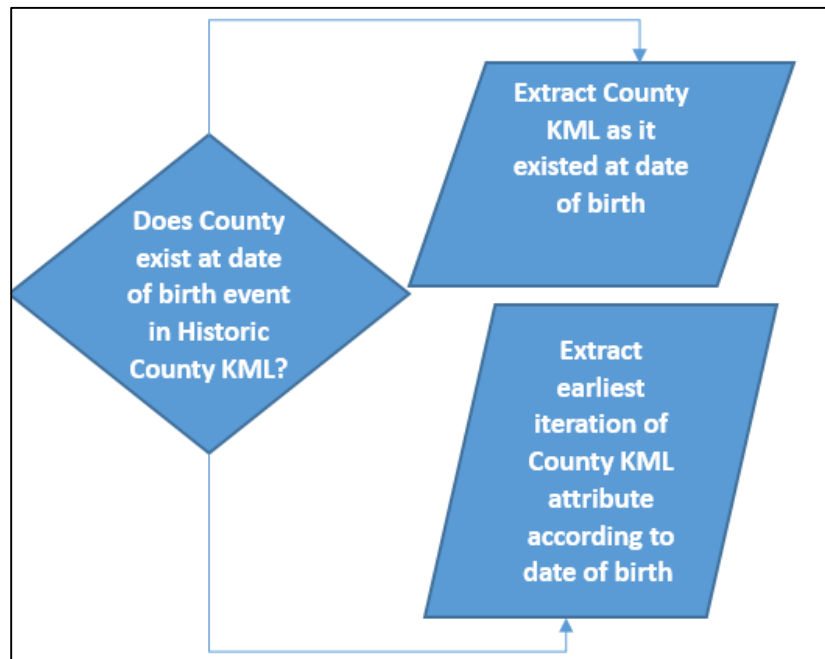 Does County
exist at date
of birth event
in Historic
County KML?
Extract County
KML as it
existed at date
of birth
Extract
earliest
iteration of
County KML
attribute
according to
date of birth